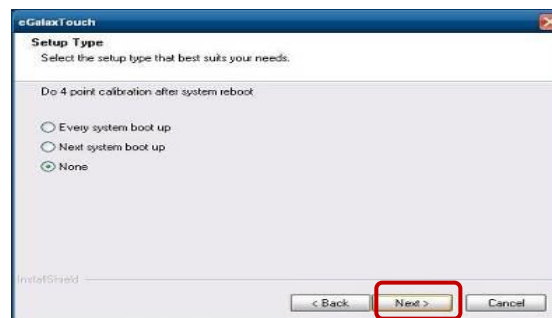 eGalaxTouch
Setup Type
Select the setup type that best suits your needs.
Do 4 point calibration after system reboot
Every system boot up
Next system boot up
None
InstallShield
< Back
Next >
Cancel